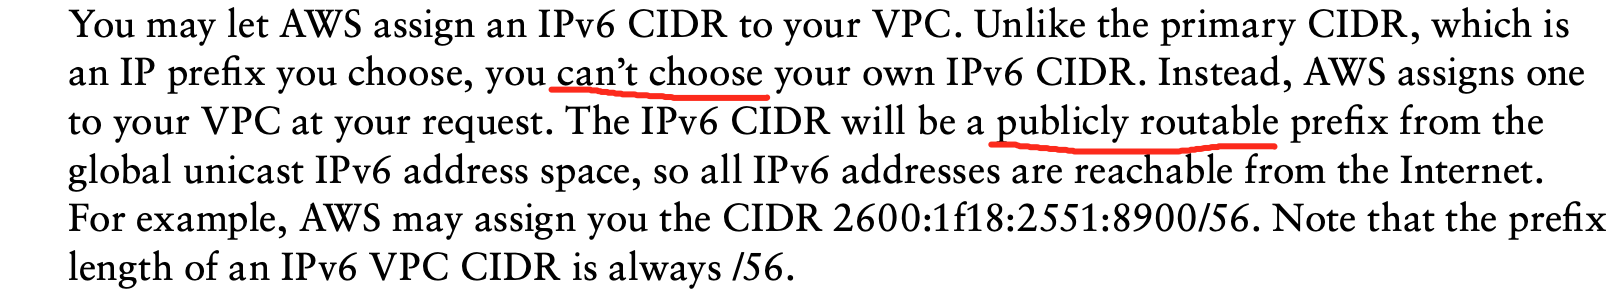 You may let AWS assign an IPv6 CIDR to your VPC. Unlike the primary CIDR, which is
an IP prefix you choose, you can’t choose your own IPv6 CIDR. Instead, AWS assigns one
to your VPC at your request. The IPv6 CIDR will be a publicly routable prefix from the
global unicast IPv6 address space, so all IPv6 addresses are reachable from the Internet.
For example, AWS may assign you the CIDR 2600:1f18:2551:8900/56. Note that the prefix
length of an IPv6 VPC CIDR is always /56.